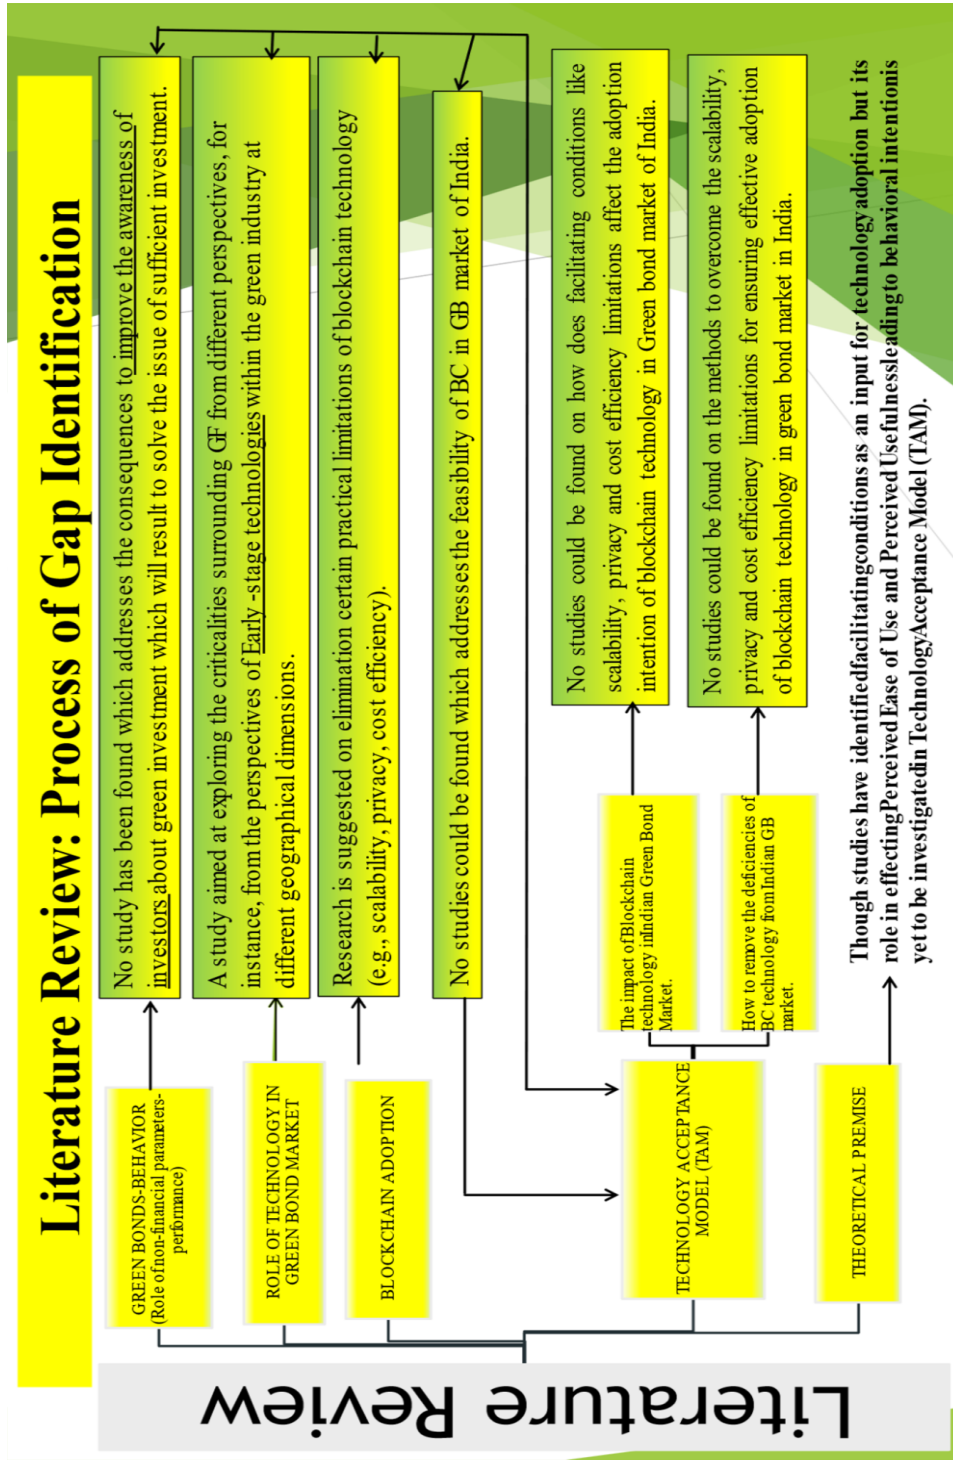 Literature Review: Process of Gap Identification
Literature Review
GREEN BONDS-BEHAVIOR
(Role of non-financial parameters-
performance)
No study has been found which addresses the consequences to improve the awareness of
investors about green investment which will result to solve the issue of sufficient investment.
ROLE OF TECHNOLOGY IN
GREEN BOND MARKET
A study aimed at exploring the criticalities surrounding GF from different perspectives, for
instance, from the perspectives of Early -stage technologies within the green industry at
different geographical dimensions.
BLOCKCHAIN ADOPTION
Research is suggested on elimination certain practical limitations of blockchain technology
(e.g., scalability, privacy, cost efficiency).
No studies could be found which addresses the feasibility of BC in GB market of India.
TECHNOLOGY ACCEPTANCE
MODEL (TAM)
The impact of Blockchain
technology in Indian Green Bond
Market.
No studies could be found on how does facilitating conditions like
scalability, privacy and cost efficiency limitations affect the adoption
intention of blockchain technology in Green bond market of India.
How to remove the deficiencies of
BC technology from Indian GB
market.
No studies could be found on the methods to overcome the scalability,
privacy and cost efficiency limitations for ensuring effective adoption
of blockchain technology in green bond market in India.
THEORETICAL PREMISE
Though studies have identified facilitating conditions as an input for technology adoption but its
role in effecting Perceived Ease of Use and Perceived Usefulness leading to behavioral intention is
yet to be investigated in Technology Acceptance Model (TAM).